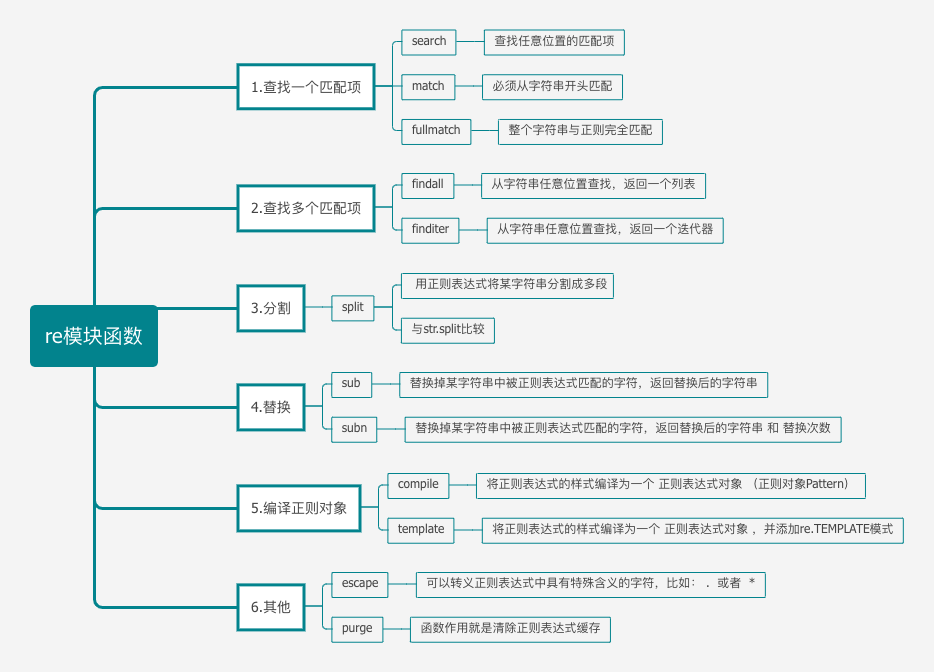 re模块函数
1.查找一个匹配项
search
查找任意位置的匹配项
match
必须从字符串开头匹配
fullmatch
整个字符串与正则完全匹配
2.查找多个匹配项
findall
从字符串任意位置查找，返回一个列表
finditer
从字符串任意位置查找，返回一个迭代器
3.分割
split
用正则表达式将某字符串分割成多段
与str.split比较
4.替换
sub
替换掉某字符串中被正则表达式匹配的字符，返回替换后的字符串
subn
替换掉某字符串中被正则表达式匹配的字符，返回替换后的字符串 和 替换次数
5.编译正则对象
compile
将正则表达式的样式编译为一个 正则表达式对象 （正则对象Pattern）
template
将正则表达式的样式编译为一个 正则表达式对象 ，并添加re.TEMPLATE模式
6.其他
escape
可以转义正则表达式中具有特殊含义的字符，比如： . 或者 *
purge
函数作用就是清除正则表达式缓存